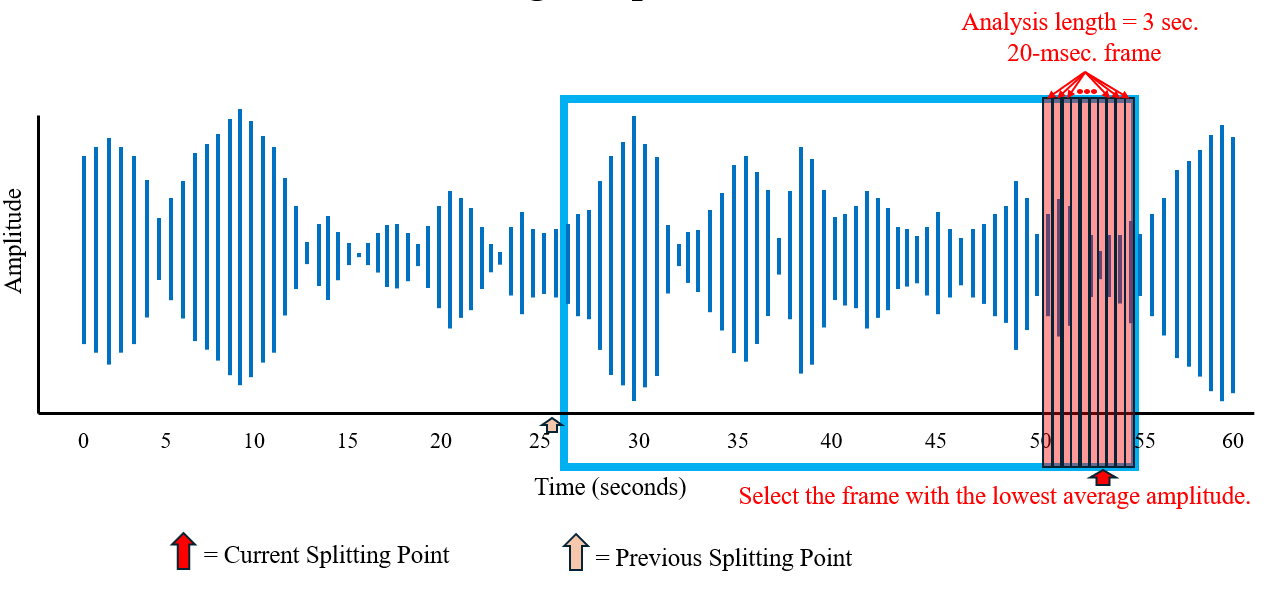 Analysis length = 3 sec.
20-msec. frame
Amplitude
0 5 10 15 20 25 30 35 40 45 50 55 60
Time (seconds)
Select the frame with the lowest average amplitude.
= Current Splitting Point
= Previous Splitting Point